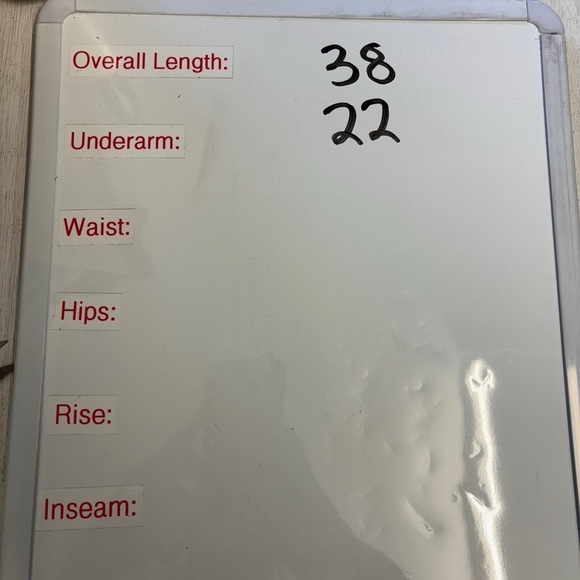 Overall Length: 38
Underarm: 22
Waist:
Hips:
Rise:
Inseam: